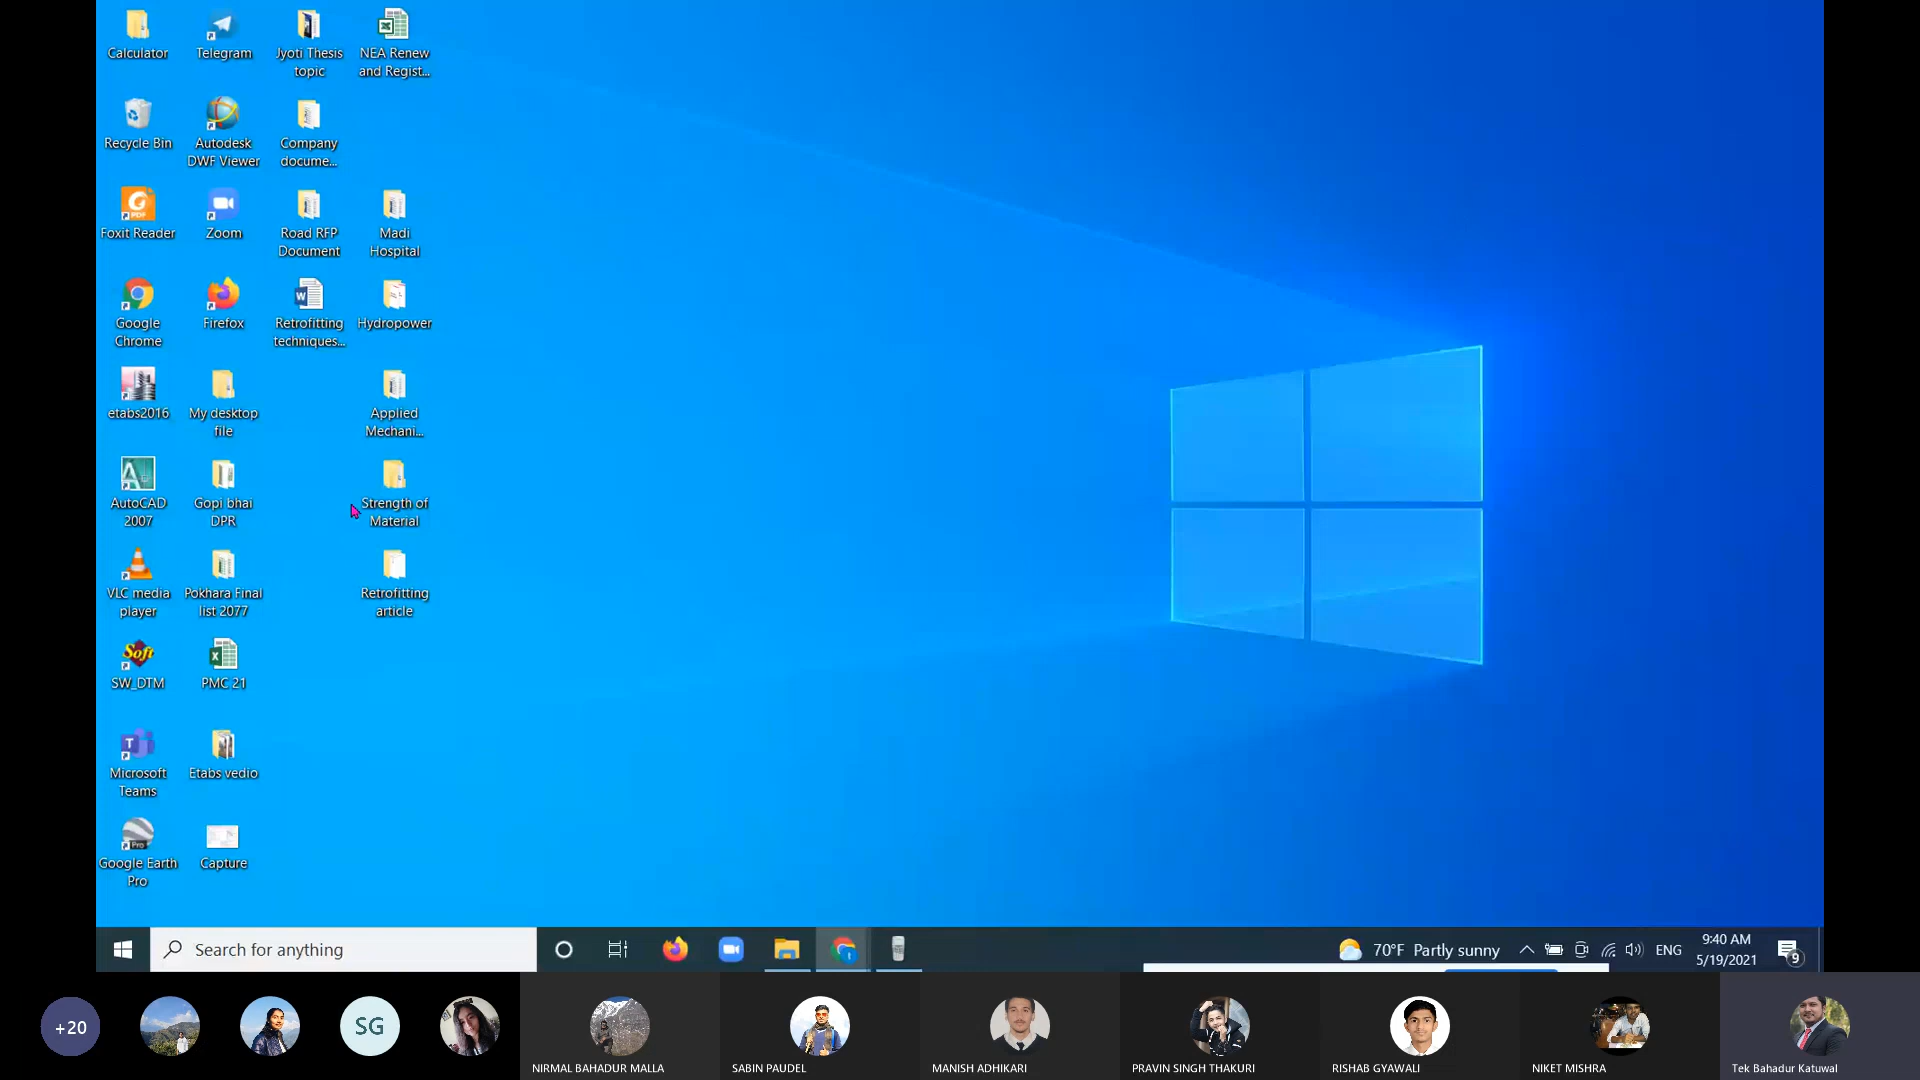 Calculator
Telegram
Jyoti Thesis
topic
NEA Renew
and Regist...
Recycle Bin
Autodesk
DWF Viewer
Company
docume...
Foxit Reader
Zoom
Road RFP
Document
Madi
Hospital
Google
Chrome
Firefox
Retrofitting
techniques...
Hydropower
etabs2016
My desktop
file
Applied
Mechani...
AutoCAD
2007
Gopi bhai
DPR
Strength of
Material
VLC media
player
Pokhara Final
list 2077
Retrofitting
article
Soft
SW_DTM
PMC 21
Microsoft
Teams
Etabs vedio
Google Earth
Pro
Capture
Search for anything
70°F Partly sunny
ENG
9:40 AM
5/19/2021
9
+20
SG
NIRMAL BAHADUR MALLA
SABIN PAUDEL
MANISH ADHIKARI
PRAVIN SINGH THAKURI
RISHAB GYAWALI
NIKET MISHRA
Tek Bahadur Katuwal